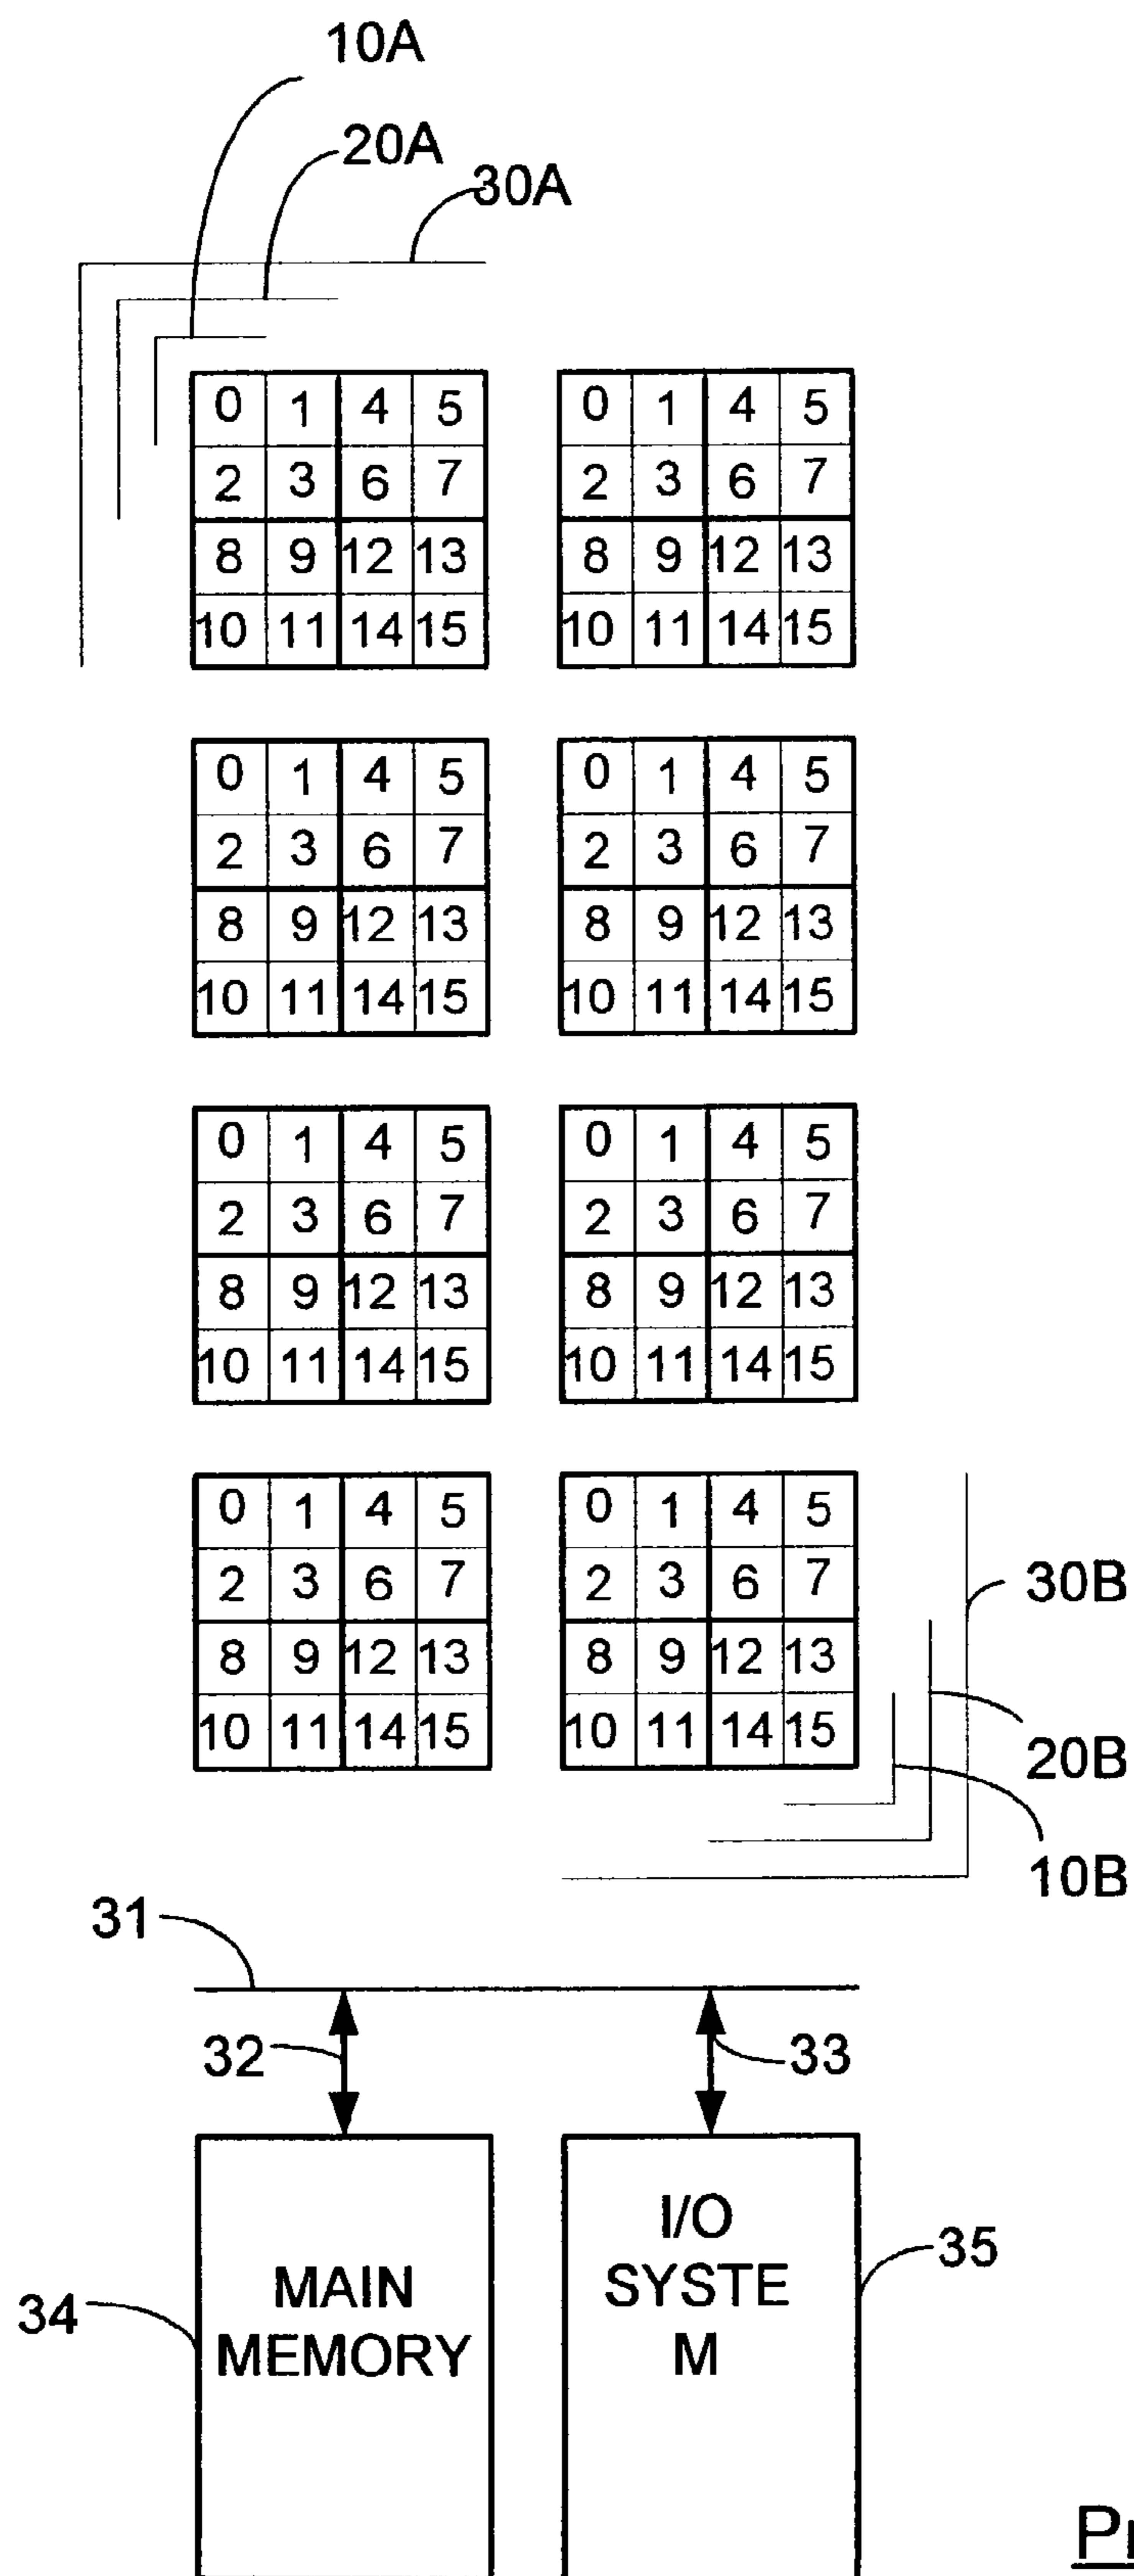 10A
20A
30A
0 1 4 5 0 1 4 5
2 3 6 7 2 3 6 7
8 9 12 13 8 9 12 13
10 11 14 15 10 11 14 15
0 1 4 5 0 1 4 5
2 3 6 7 2 3 6 7
8 9 12 13 8 9 12 13
10 11 14 15 10 11 14 15
0 1 4 5 0 1 4 5
2 3 6 7 2 3 6 7
8 9 12 13 8 9 12 13
10 11 14 15 10 11 14 15
0 1 4 5 0 1 4 5
2 3 6 7 2 3 6 7
8 9 12 13 8 9 12 13
10 11 14 15 10 11 14 15
30B
20B
10B
31
32
33
34
MAIN
MEMORY
I/O
SYSTE
M
35